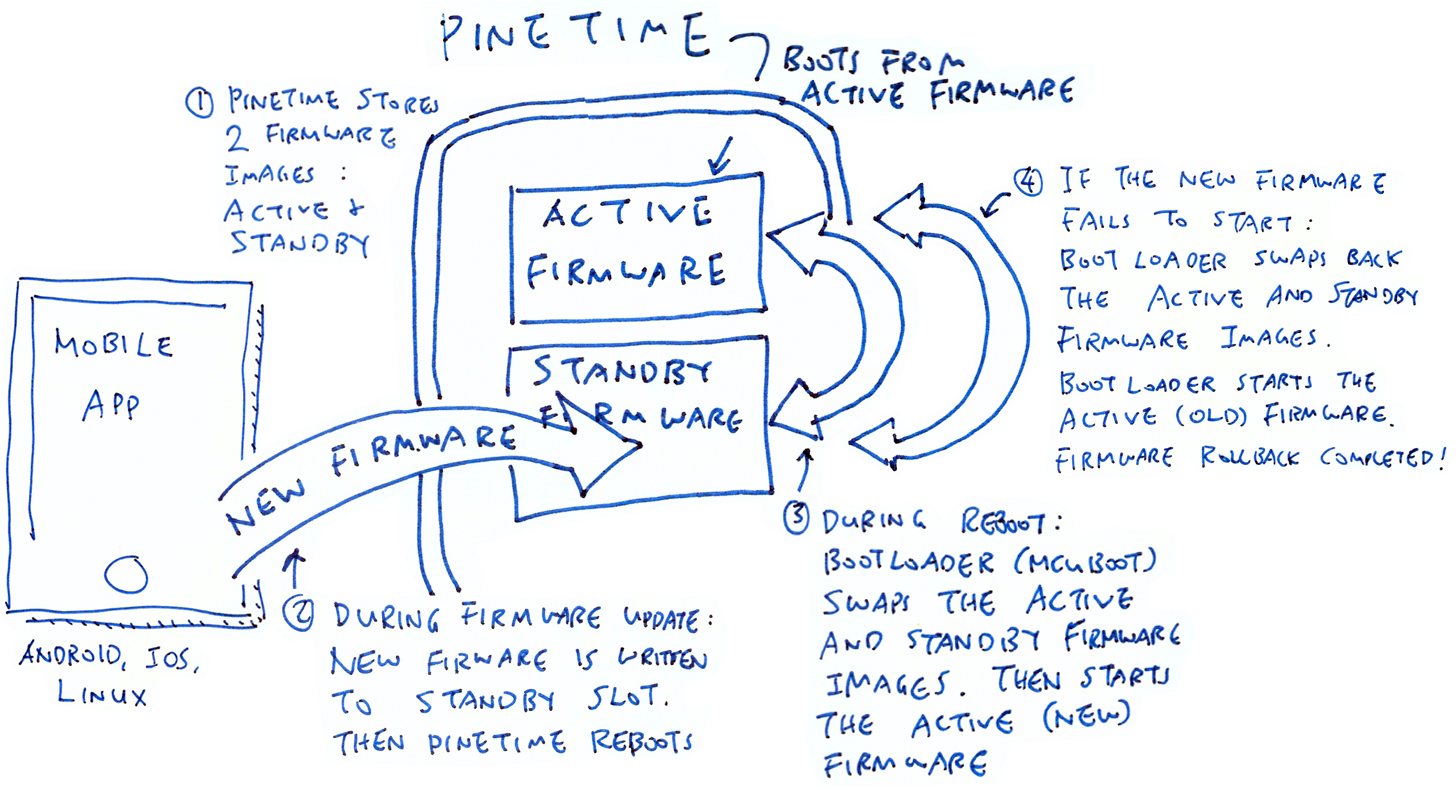 PINETIME
BOOTS FROM
ACTIVE FIRMWARE
① PINETIME STORES
2 FIRMWARE
IMAGES :
ACTIVE &
STANDBY
ACTIVE
FIRMWARE
STANDBY
FIRMWARE
MOBILE
APP
NEW FIRMWARE
ANDROID, IOS,
LINUX
② DURING FIRMWARE UPDATE:
NEW FIRWARE IS WRITTEN
TO STANDBY SLOT.
THEN PINETIME REBOOTS
③ DURING REBOOT:
BOOTLOADER (MCUBOOT)
SWAPS THE ACTIVE
AND STANDBY FIRMWARE
IMAGES. THEN STARTS
THE ACTIVE (NEW)
FIRMWARE
④ IF THE NEW FIRMWARE
FAILS TO START:
BOOT LOADER SWAPS BACK
THE ACTIVE AND STANDBY
FIRMWARE IMAGES.
BOOT LOADER STARTS THE
ACTIVE (OLD) FIRMWARE.
FIRMWARE ROLLBACK COMPLETED!